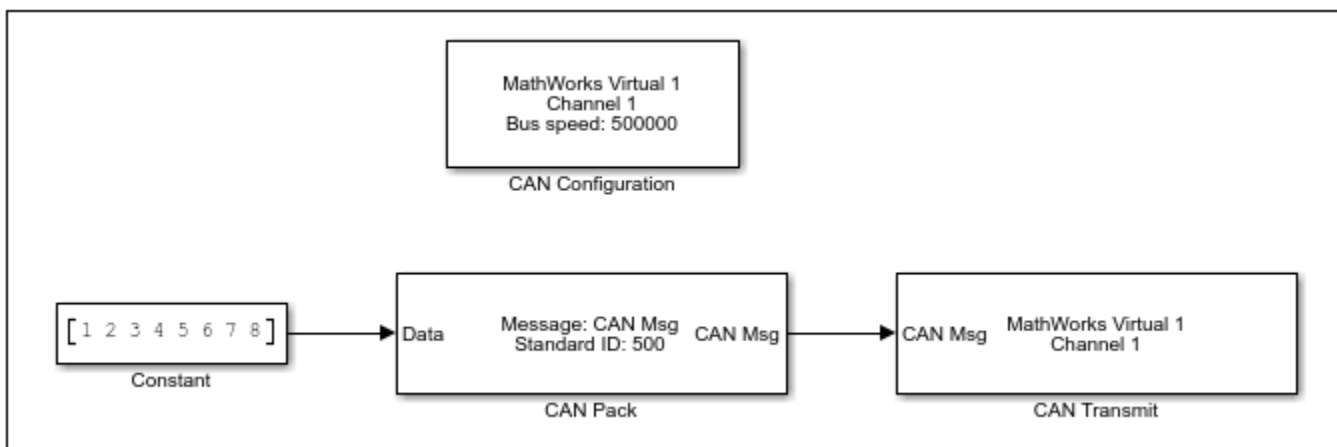 MathWorks Virtual 1
Channel 1
Bus speed: 500000
CAN Configuration
[1 2 3 4 5 6 7 8]
Constant
Data
Message: CAN Msg
Standard ID: 500
CAN Msg
CAN Pack
CAN Msg
MathWorks Virtual 1
Channel 1
CAN Transmit